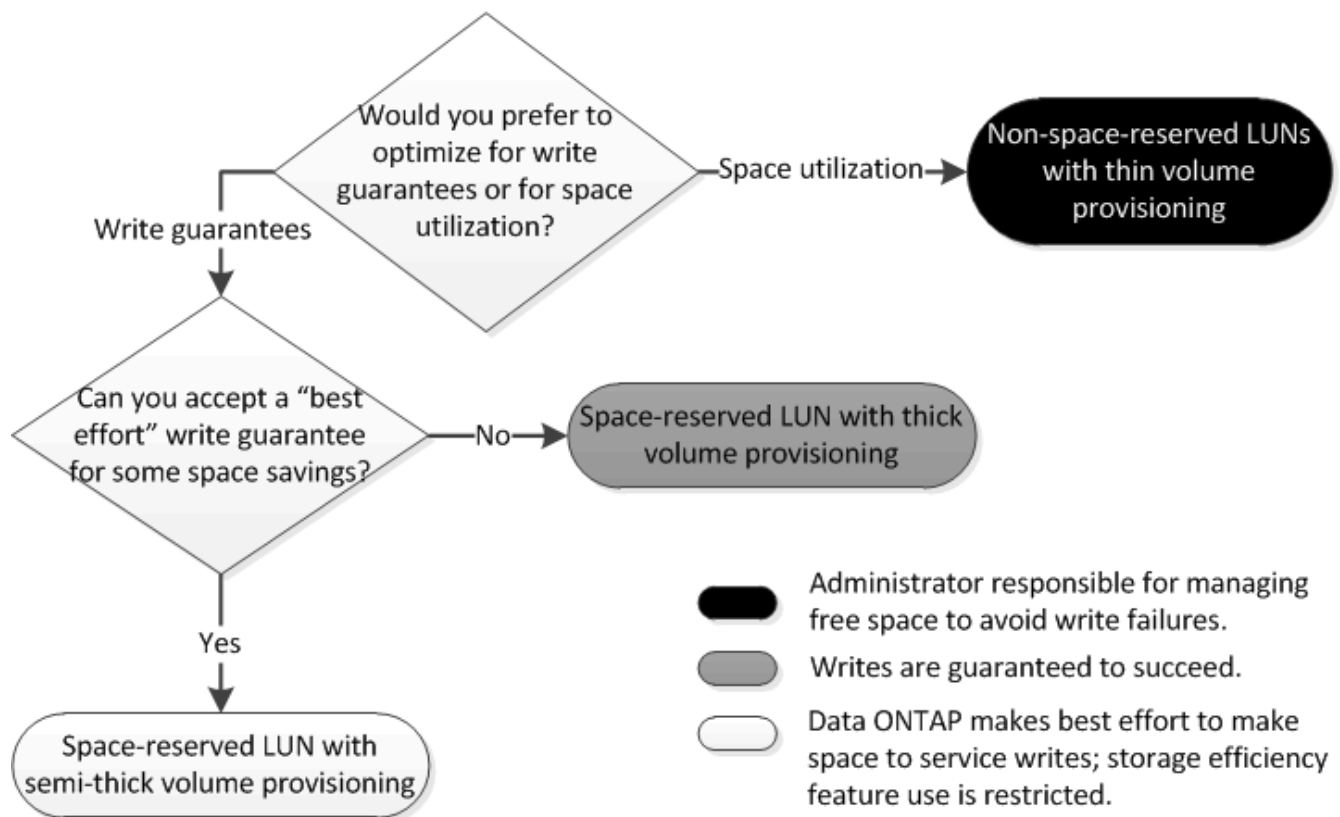 Would you prefer to
optimize for write
guarantees or for space
utilization?
Space utilization
Non-space-reserved LUNs
with thin volume
provisioning
Write guarantees
Can you accept a “best
effort” write guarantee
for some space savings?
No
Space-reserved LUN with thick
volume provisioning
Yes
Space-reserved LUN with
semi-thick volume provisioning
Administrator responsible for managing
free space to avoid write failures.
Writes are guaranteed to succeed.
Data ONTAP makes best effort to make
space to service writes; storage efficiency
feature use is restricted.